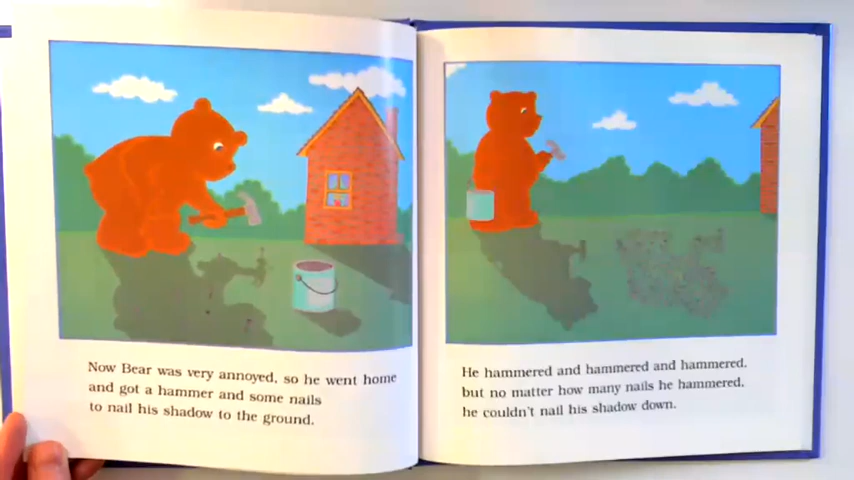 Now Bear was very annoyed, so he went home
and got a hammer and some nails
to nail his shadow to the ground.
He hammered and hammered and hammered.
but no matter how many nails he hammered.
he couldn't nail his shadow down.